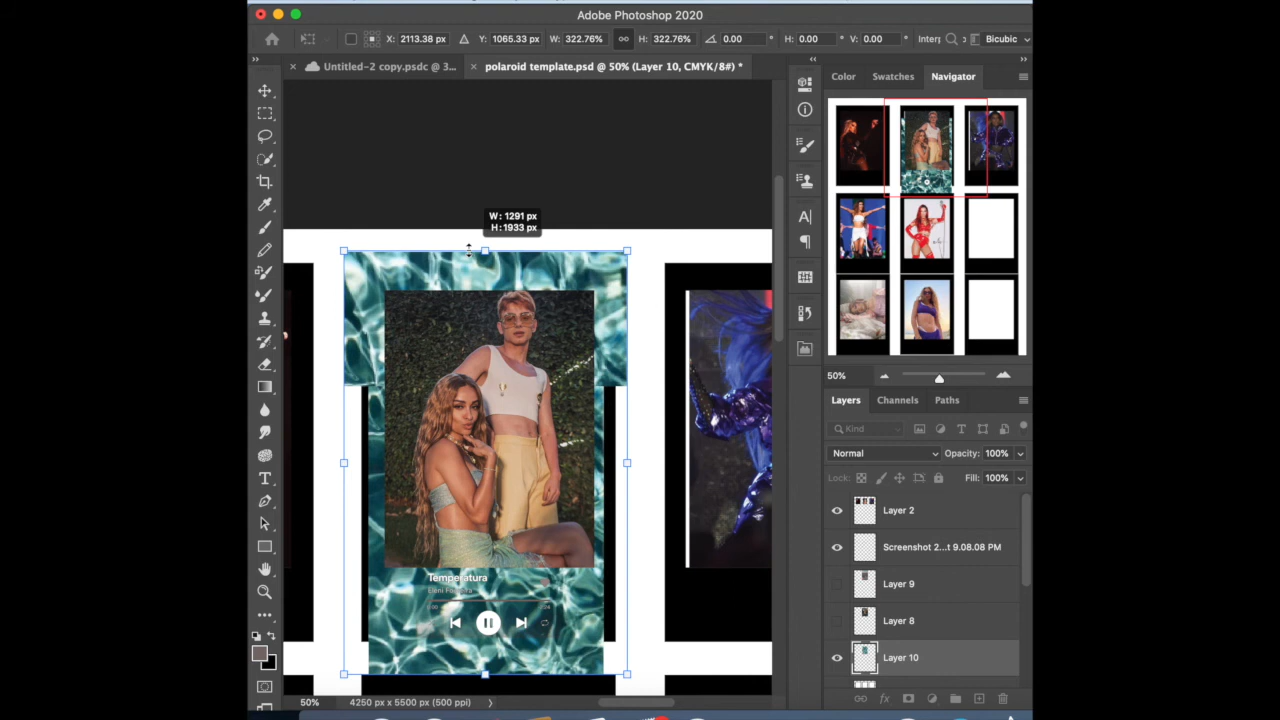 Adobe Photoshop 2020
X: 2113.38 px Y: 1065.33 px W: 322.76% H: 322.76% 0.00 ° H: 0.00 ° V: 0.00 ° Bicubic
Untitled-2 copy.psdc @ 3...
polaroid template.psd @ 50% (Layer 10, CMYK/8#) *
Color
Swatches
Navigator
W: 1291 px
H: 1933 px
50%
Layers
Channels
Paths
Kind
Normal
Opacity: 100%
Lock:
Fill: 100%
Layer 2
Screenshot 2...t 9.08.08 PM
Layer 9
Layer 8
Layer 10
Temperatura
50%
4250 px x 5500 px (500 ppi)